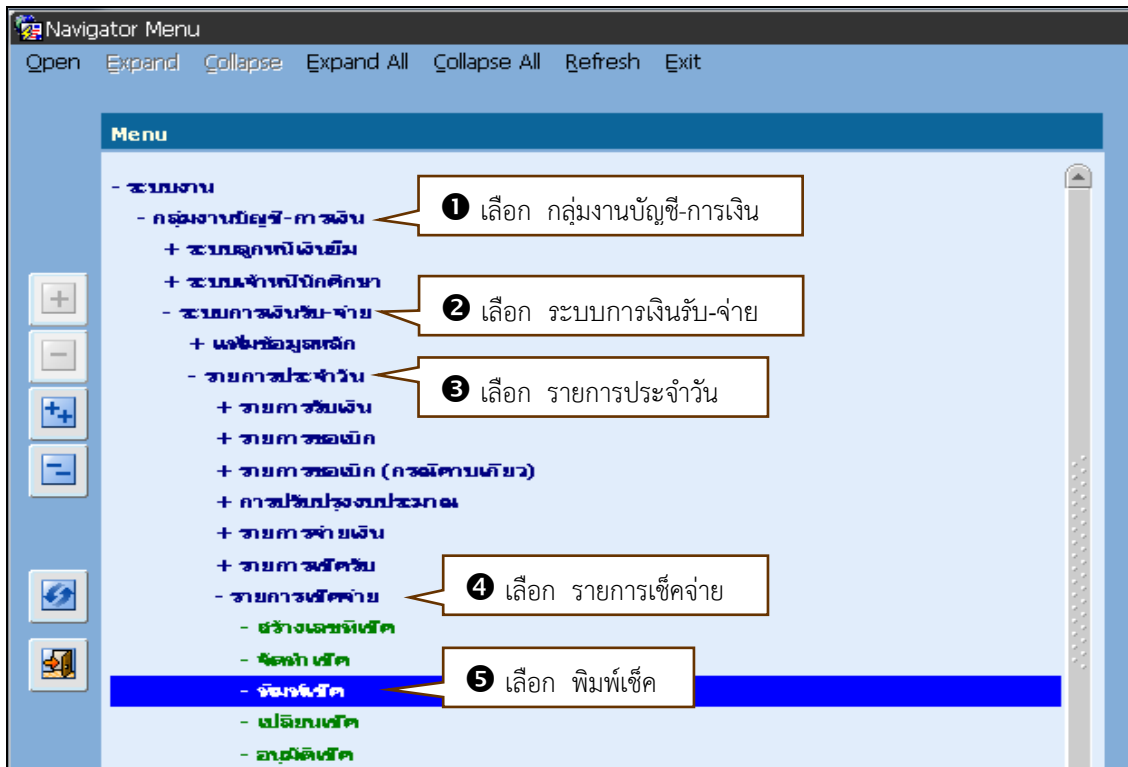 Navigator Menu
Open Expand Collapse Expand All Collapse All Refresh Exit
Menu
- ระบบงาน
- กลุ่มงานบัญชี-การเงิน ❶ เลือก กลุ่มงานบัญชี-การเงิน
+ ระบบลูกหนี้เงินยืม
+ ระบบเจ้าหนี้นักศึกษา
- ระบบการเงินรับ-จ่าย ❷ เลือก ระบบการเงินรับ-จ่าย
+ แฟ้มข้อมูลหลัก
- รายการประจำวัน ❸ เลือก รายการประจำวัน
+ รายการรับเงิน
+ รายการขอเบิก
+ รายการขอเบิก (กรณีคาบเกี่ยว)
+ การปรับปรุงงบประมาณ
+ รายการจ่ายเงิน
+ รายการเช็ครับ
- รายการเช็คจ่าย ❹ เลือก รายการเช็คจ่าย
- สร้างเลขที่เช็ค
- จัดทำเช็ค
- พิมพ์เช็ค ❺ เลือก พิมพ์เช็ค
- เปลี่ยนเช็ค
- อนุมัติเช็ค